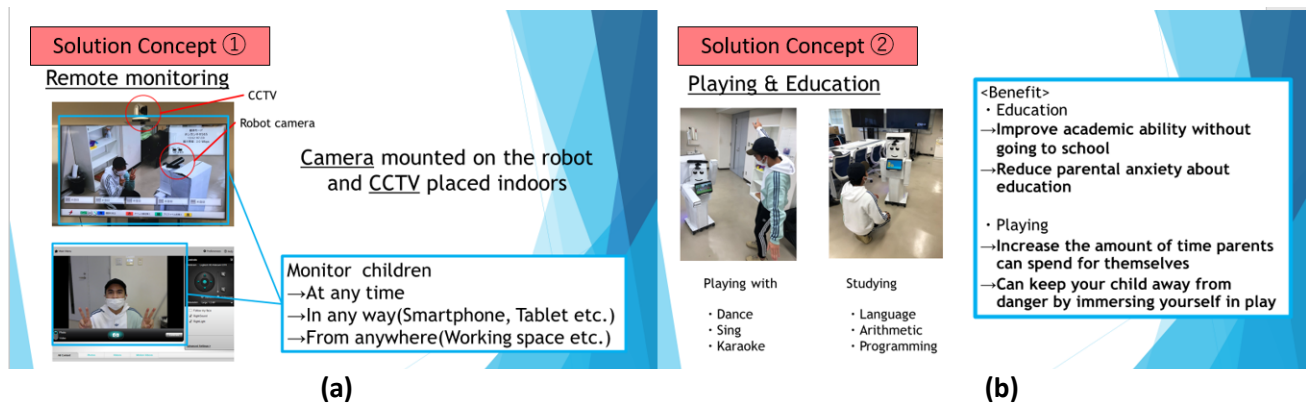 Solution Concept ①
Remote monitoring
CCTV
Robot camera
Camera mounted on the robot
and CCTV placed indoors
Monitor children
→At any time
→In any way(Smartphone, Tablet etc.)
→From anywhere(Working space etc.)
(a)
Solution Concept ②
Playing & Education
Playing with
・Dance
・Sing
・Karaoke
Studying
・Language
・Arithmetic
・Programming
<Benefit>
・Education
→Improve academic ability without
going to school
→Reduce parental anxiety about
education
・Playing
→Increase the amount of time parents
can spend for themselves
→Can keep your child away from
danger by immersing yourself in play
(b)